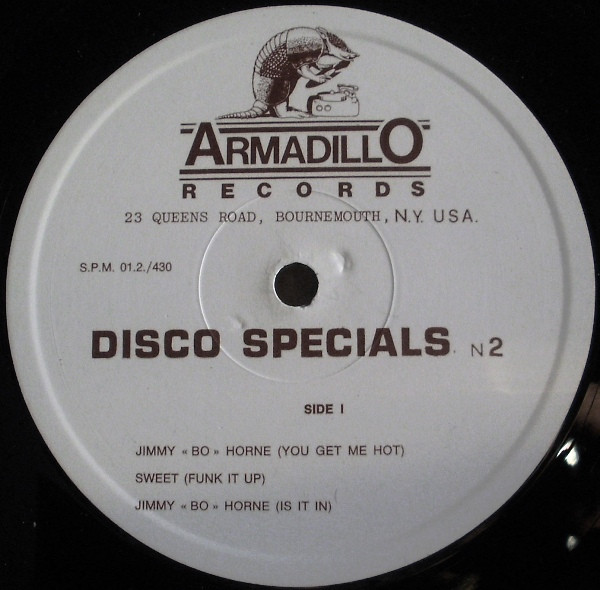 ARMADILLO
RECORDS
23 QUEENS ROAD, BOURNEMOUTH, N.Y. USA.
S.P.M. 01.2./430
DISCO SPECIALS. N2
SIDE I
JIMMY « BO » HORNE (YOU GET ME HOT)
SWEET (FUNK IT UP)
JIMMY « BO » HORNE (IS IT IN)